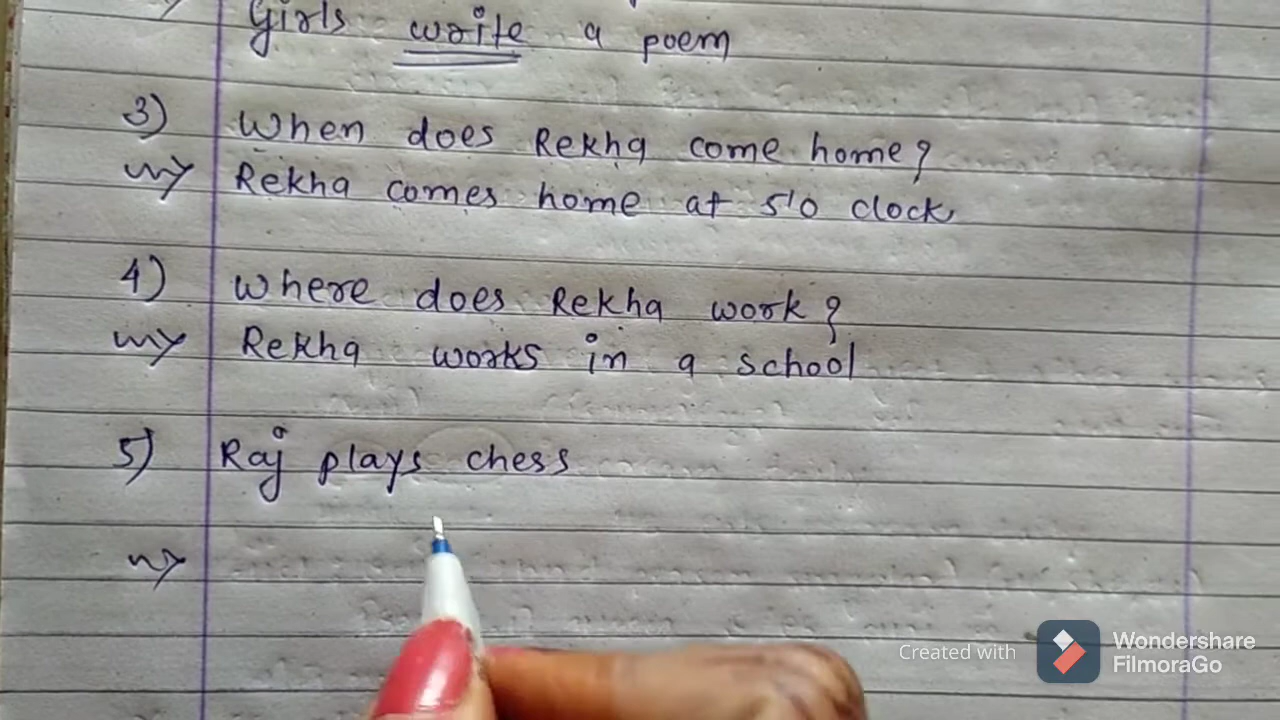 Girls write a poem
3) When does Rekha come home?
Rekha comes home at 5'o clock
4) Where does Rekha work?
Rekha works in a school
5) Raj plays chess
Created with Wondershare FilmoraGo